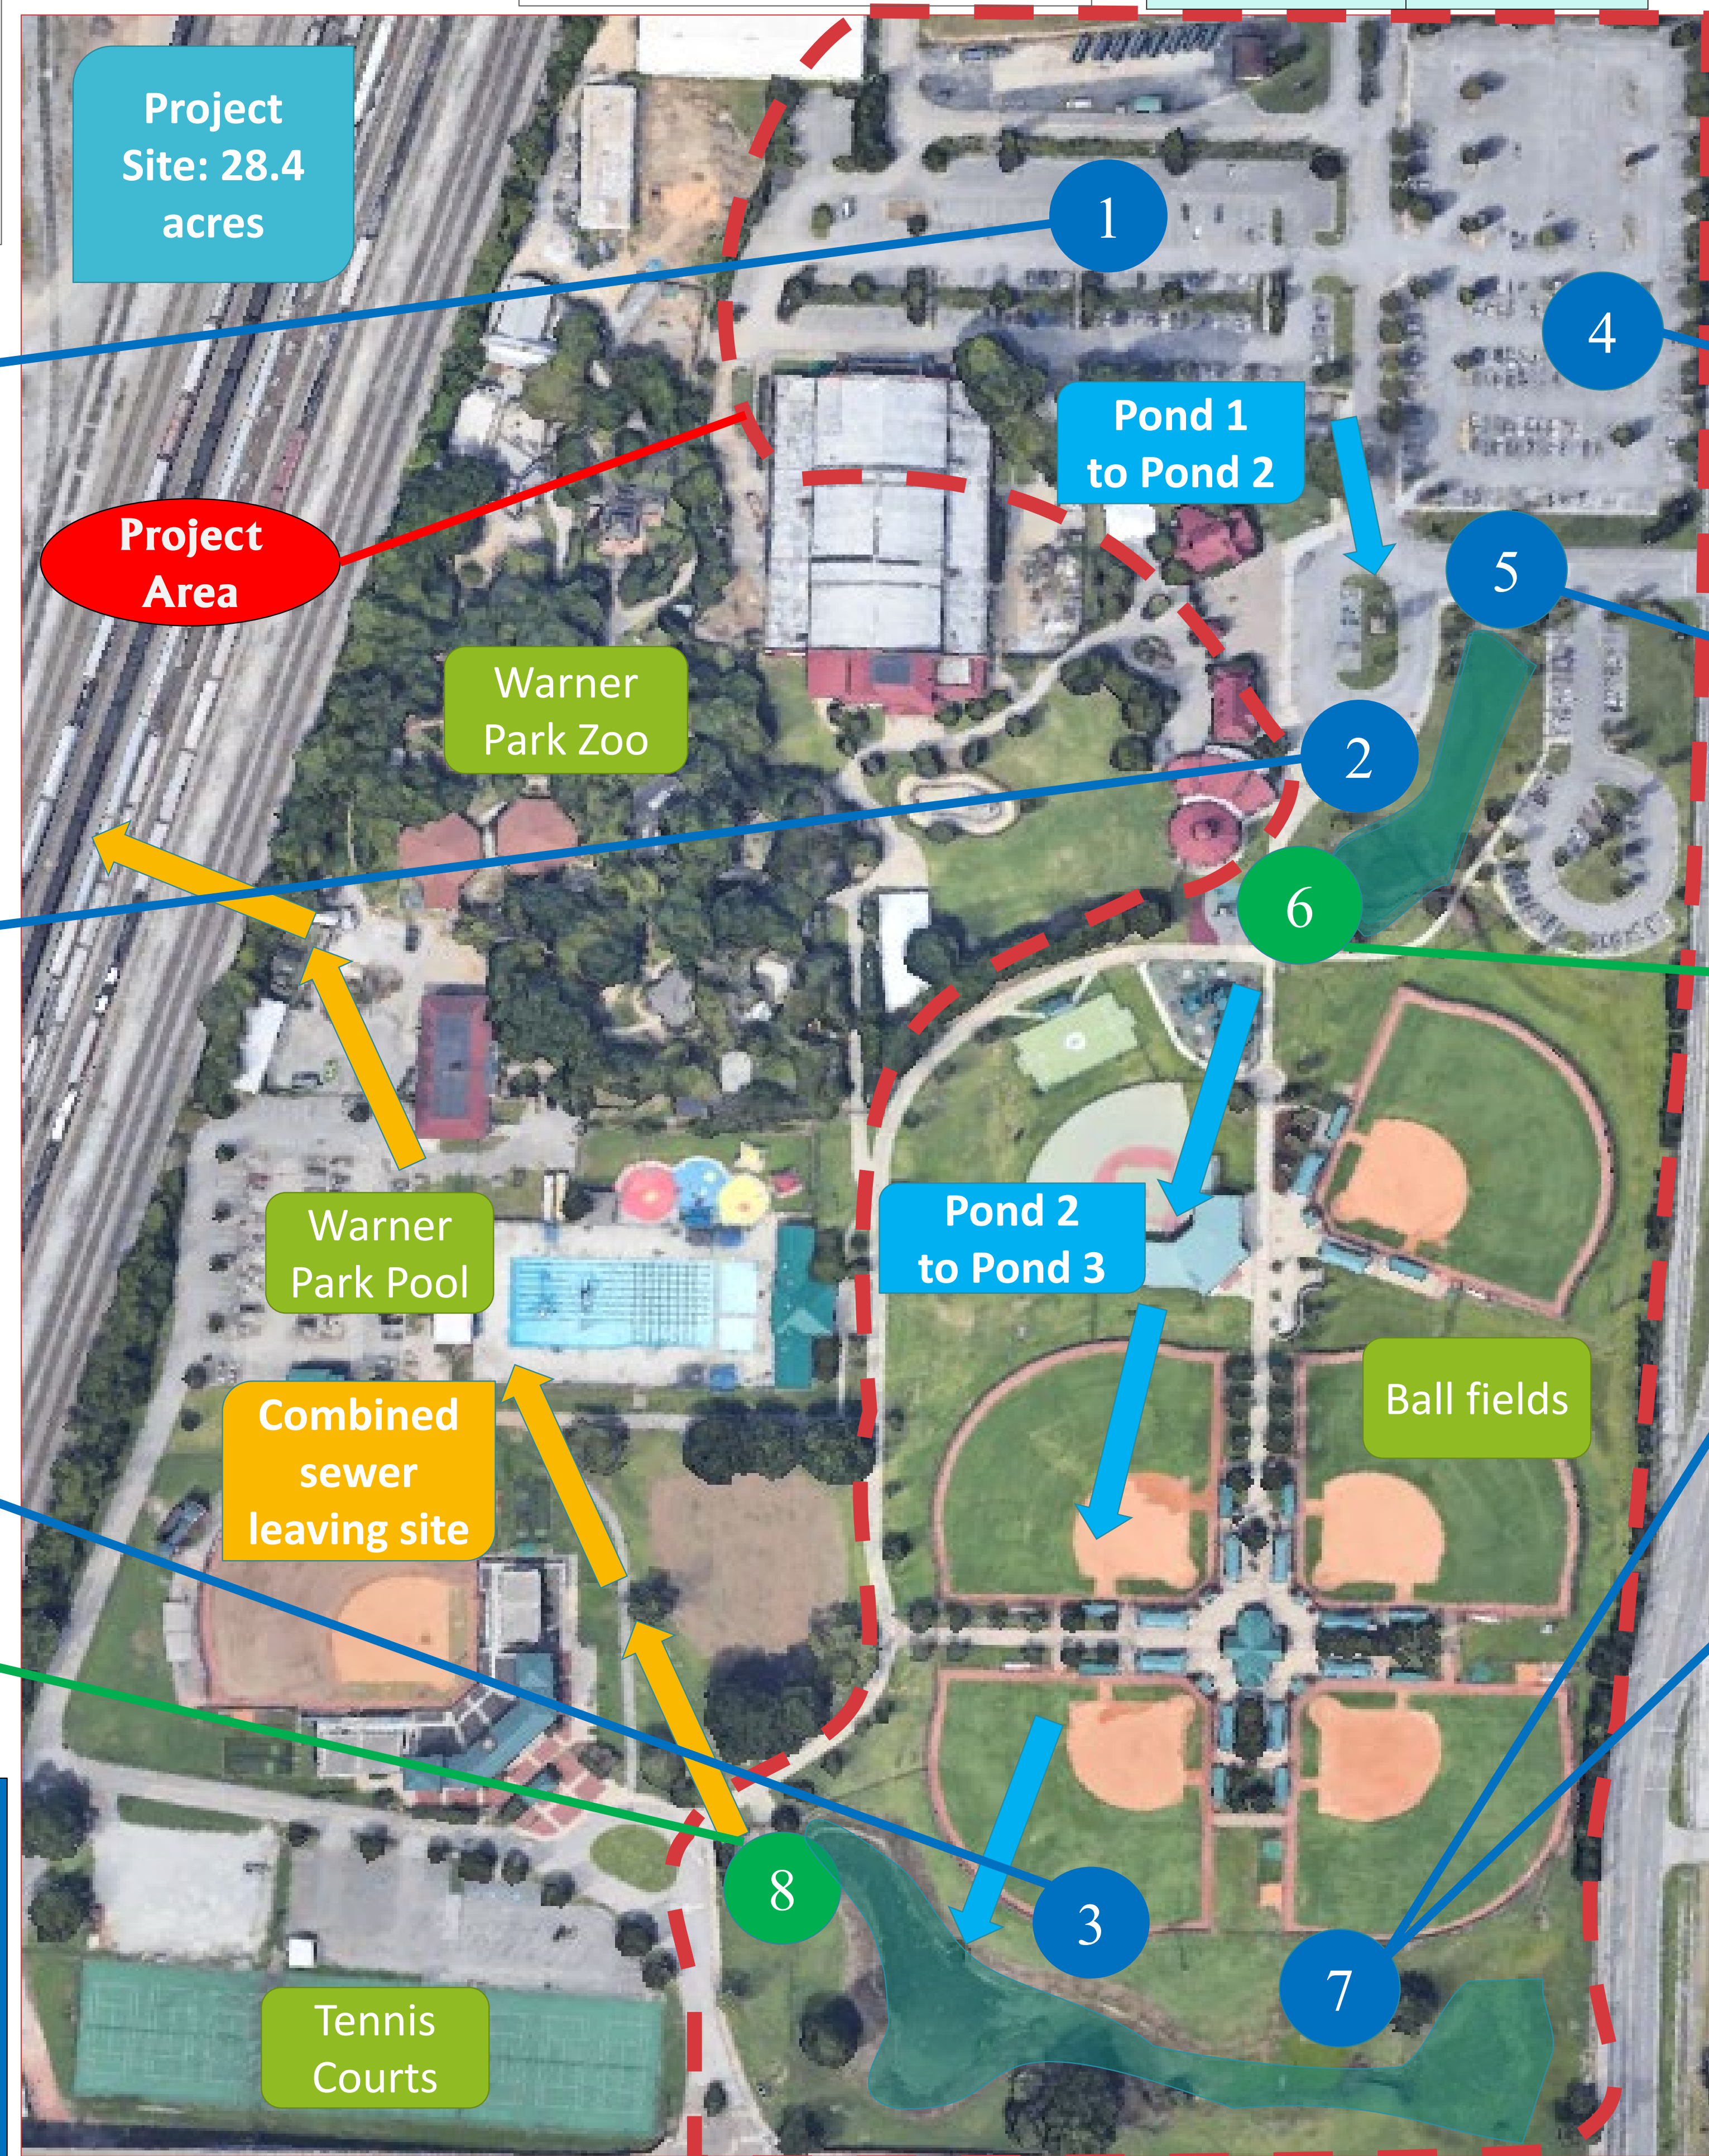 Project
Site: 28.4
acres
1
4
Pond 1
to Pond 2
Project
Area
5
Warner
Park Zoo
2
6
Pond 2
to Pond 3
Warner
Park Pool
Ball fields
Combined
sewer
leaving site
8
3
7
Tennis
Courts